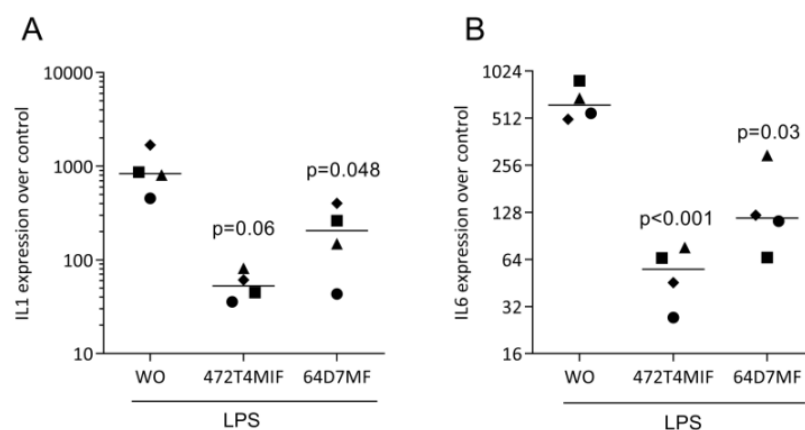 A
IL1 expression over control
10000
1000
100
10
p=0.06
p=0.048
WO 472T4MIF 64D7MF
LPS
B
IL6 expression over control
1024
512
256
128
64
32
16
p<0.001
p=0.03
WO 472T4MIF 64D7MF
LPS